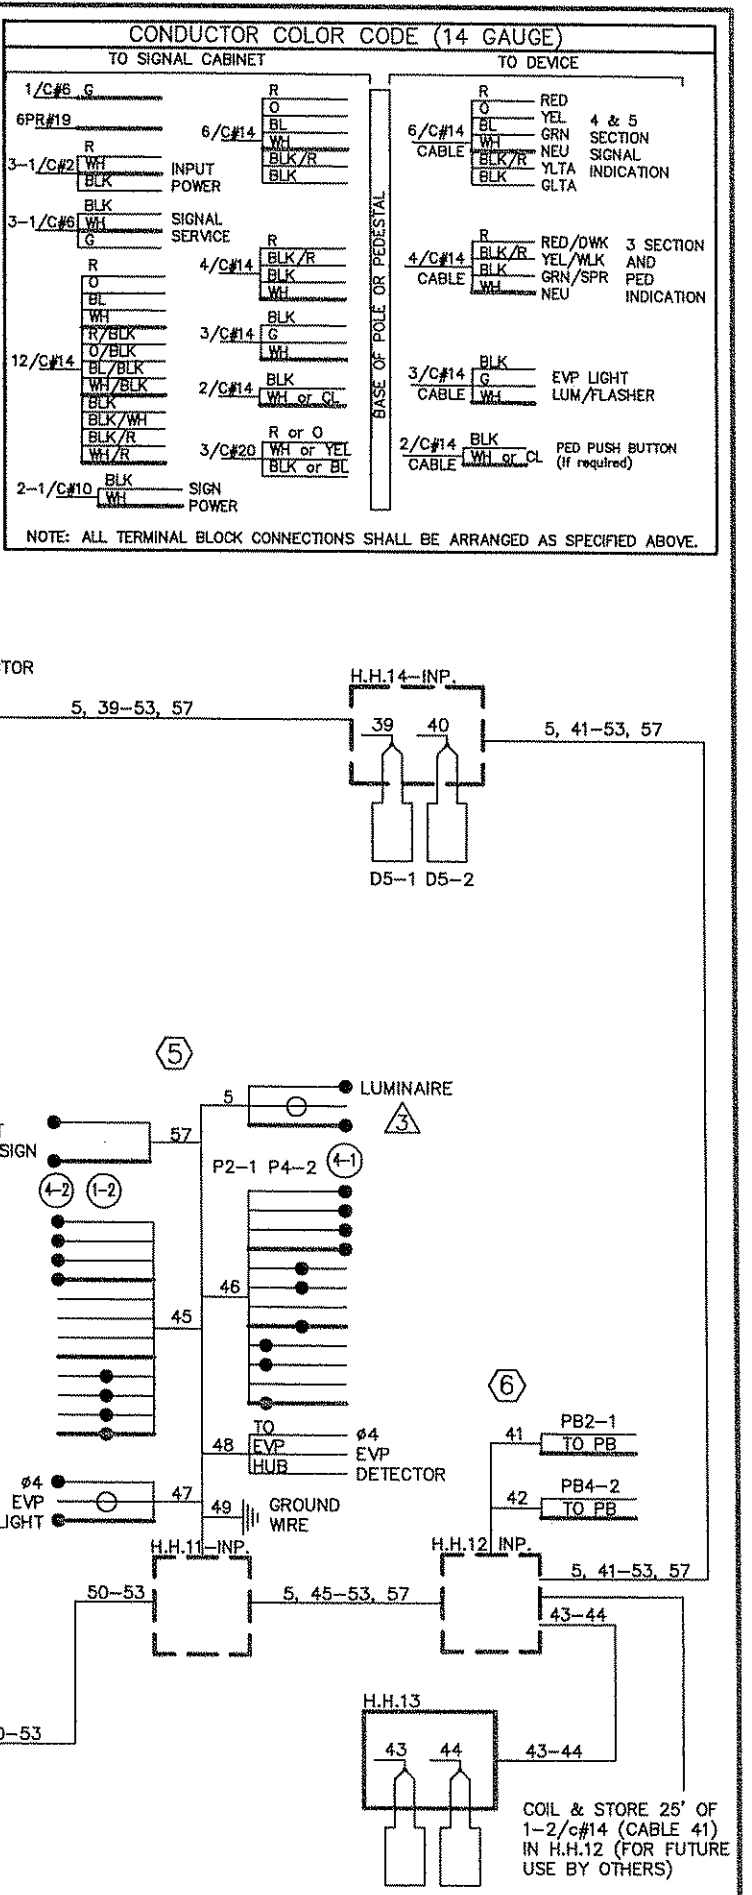 CONDUCTOR COLOR CODE (14 GAUGE)
TO SIGNAL CABINET
1/C#6 G
6PR#19
3-1/C#2
R
WH
BLK
INPUT
POWER
3-1/C#6
BLK
WH
G
SIGNAL
SERVICE
12/C#14
R
O
BL
WH
R/BLK
O/BLK
BL/BLK
WH/BLK
BLK
BLK/WH
BLK/R
WH/R
2-1/C#10
BLK
WH
SIGN
POWER
6/C#14
R
O
BL
WH
BLK/R
BLK
4/C#14
R
BLK/R
BLK
WH
3/C#14
BLK
G
WH
2/C#14
BLK
WH or CL
3/C#20
R or O
WH or YEL
BLK or BL
BASE OF POLE OR PEDESTAL
TO DEVICE
6/C#14
CABLE
R RED
O YEL
BL GRN
WH NEU
BLK/R YLTA
BLK GLTA
4 & 5
SECTION
SIGNAL
INDICATION
4/C#14
CABLE
R RED/DWK
BLK/R YEL/WLK
BLK GRN/SPR
WH NEU
3 SECTION
AND
PED
INDICATION
3/C#14
CABLE
BLK
G
WH
EVP LIGHT
LUM/FLASHER
2/C#14
CABLE
BLK
WH or CL
PED PUSH BUTTON
(if required)
NOTE: ALL TERMINAL BLOCK CONNECTIONS SHALL BE ARRANGED AS SPECIFIED ABOVE.
CTOR
H.H.14-INP.
5, 39-53, 57
39 40
5, 41-53, 57
D5-1 D5-2
5
5
LUMINAIRE
3
SIGN
57
P2-1 P4-2 4-1
4-2 1-2
46
45
6
48
TO
EVP
HUB
ø4
EVP
DETECTOR
41
PB2-1
TO PB
42
PB4-2
TO PB
ø4
EVP
LIGHT
47
49
GROUND
WIRE
H.H.11-INP.
H.H.12 INP.
50-53
5, 45-53, 57
5, 41-53, 57
43-44
H.H.13
43 44
43-44
0-53
COIL & STORE 25' OF
1-2/c#14 (CABLE 41)
IN H.H.12 (FOR FUTURE
USE BY OTHERS)